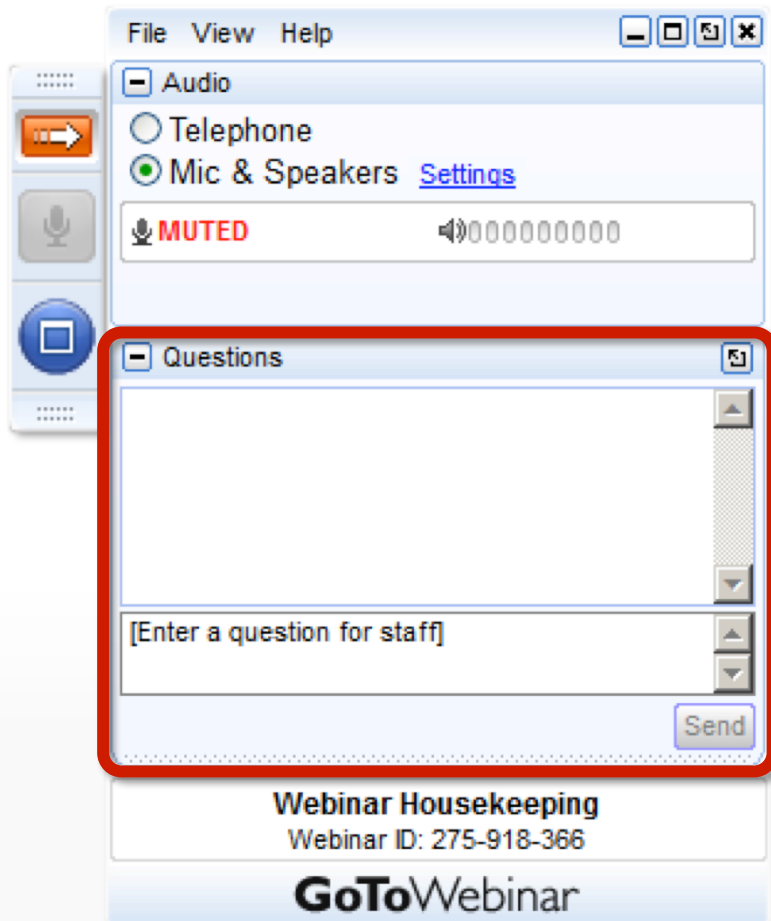 File View Help
Audio
Telephone
Mic & Speakers Settings
MUTED 000000000
Questions
[Enter a question for staff]
Send
Webinar Housekeeping
Webinar ID: 275-918-366
GoToWebinar